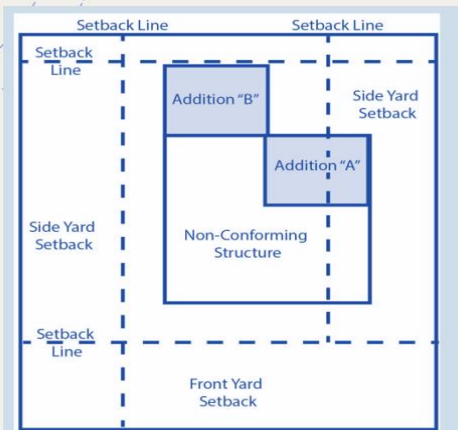 Setback Line
Setback Line
Setback
Line
Addition "B"
Side Yard
Setback
Addition "A"
Side Yard
Setback
Non-Conforming
Structure
Setback
Line
Front Yard
Setback